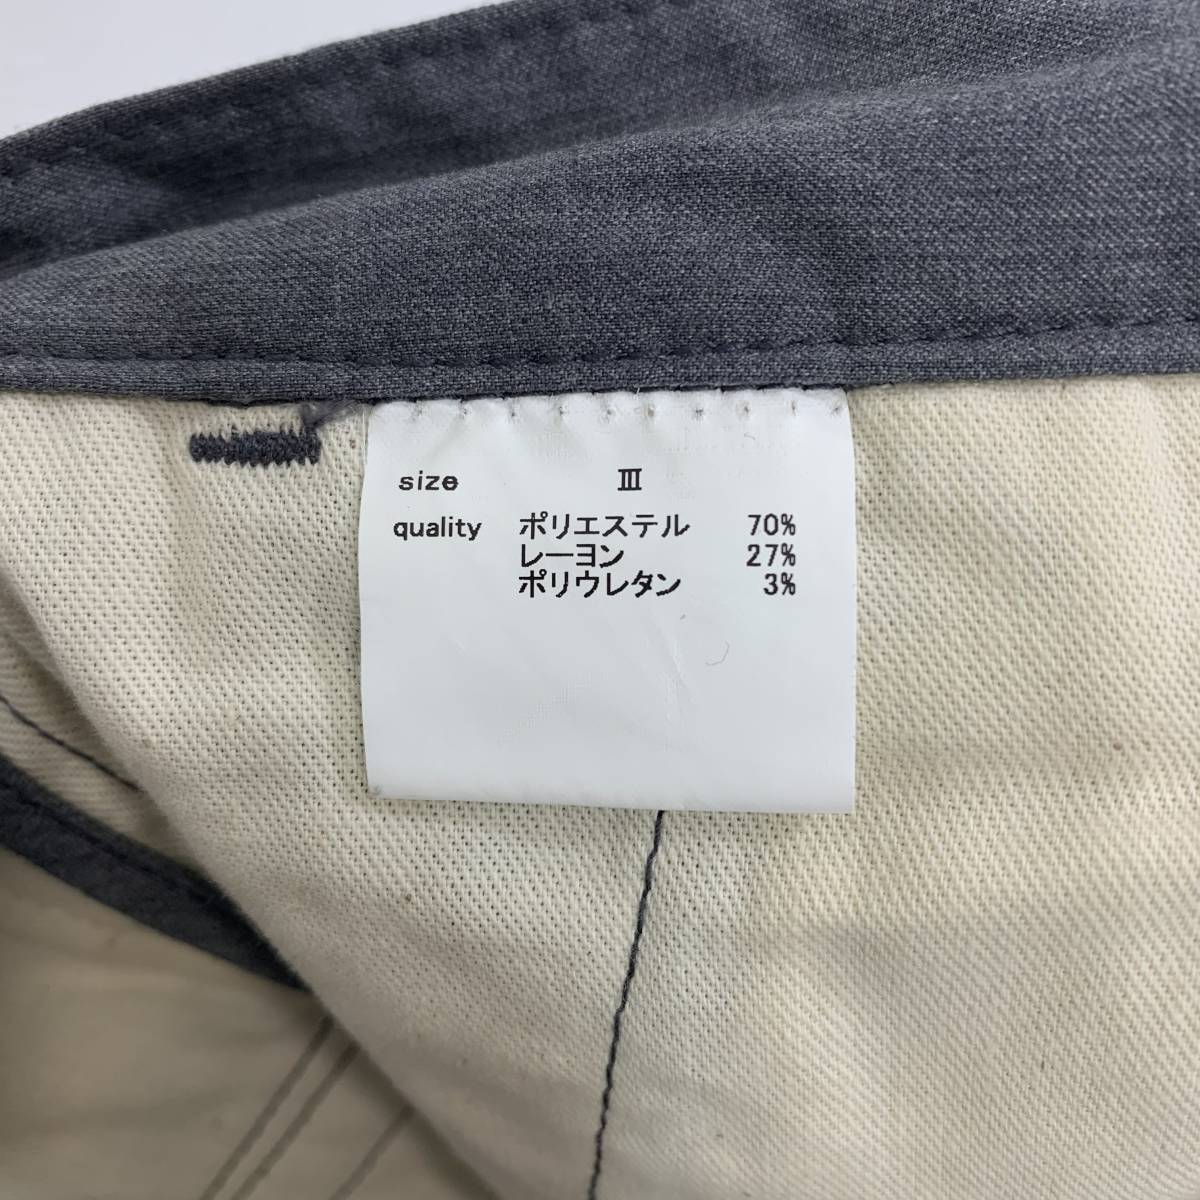 size Ⅲ
quality ポリエステル 70%
レーヨン 27%
ポリウレタン 3%